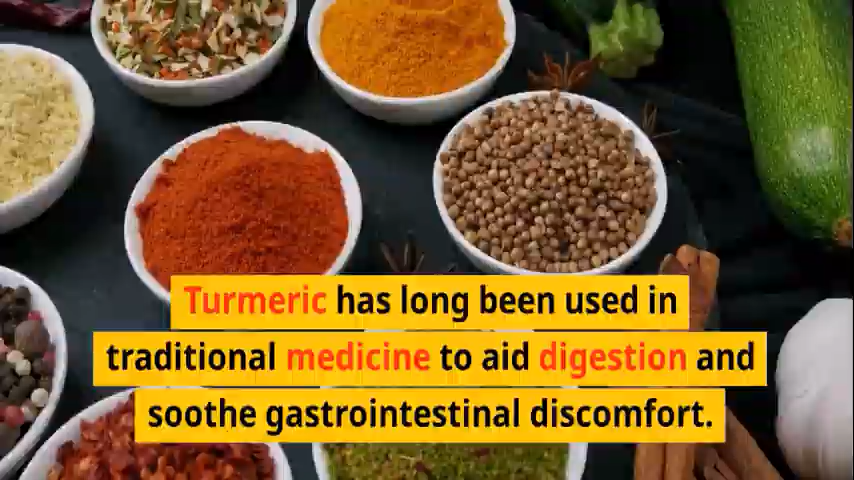 Turmeric has long been used in
traditional medicine to aid digestion and
soothe gastrointestinal discomfort.